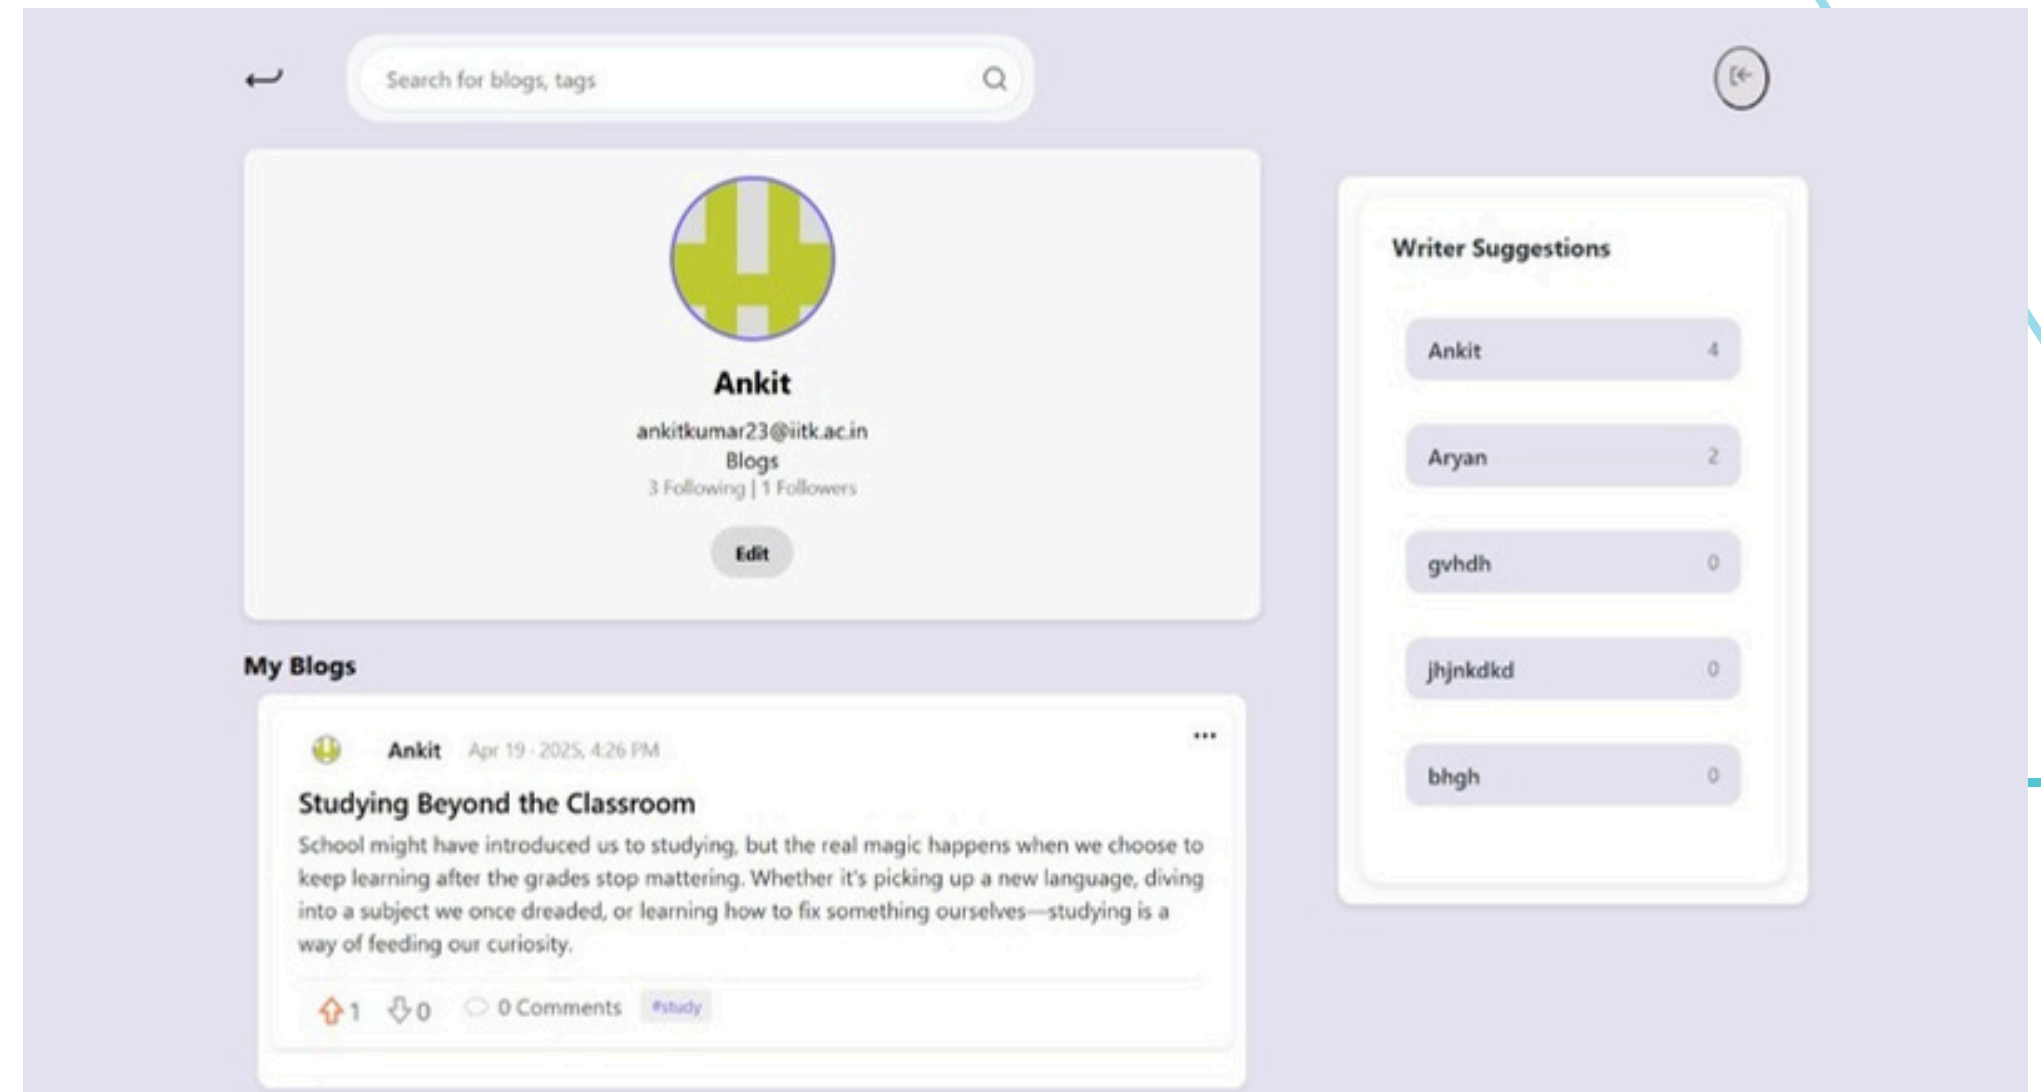 Search for blogs, tags
Ankit
ankitkumar23@iitk.ac.in
Blogs
3 Following | 1 Followers
Edit
My Blogs
Ankit Apr 19 · 2025, 4:26 PM
Studying Beyond the Classroom
School might have introduced us to studying, but the real magic happens when we choose to
keep learning after the grades stop mattering. Whether it's picking up a new language, diving
into a subject we once dreaded, or learning how to fix something ourselves—studying is a
way of feeding our curiosity.
1 0 0 Comments #study
Writer Suggestions
Ankit 4
Aryan 2
gvhdh 0
jhjnkdkd 0
bhgh 0